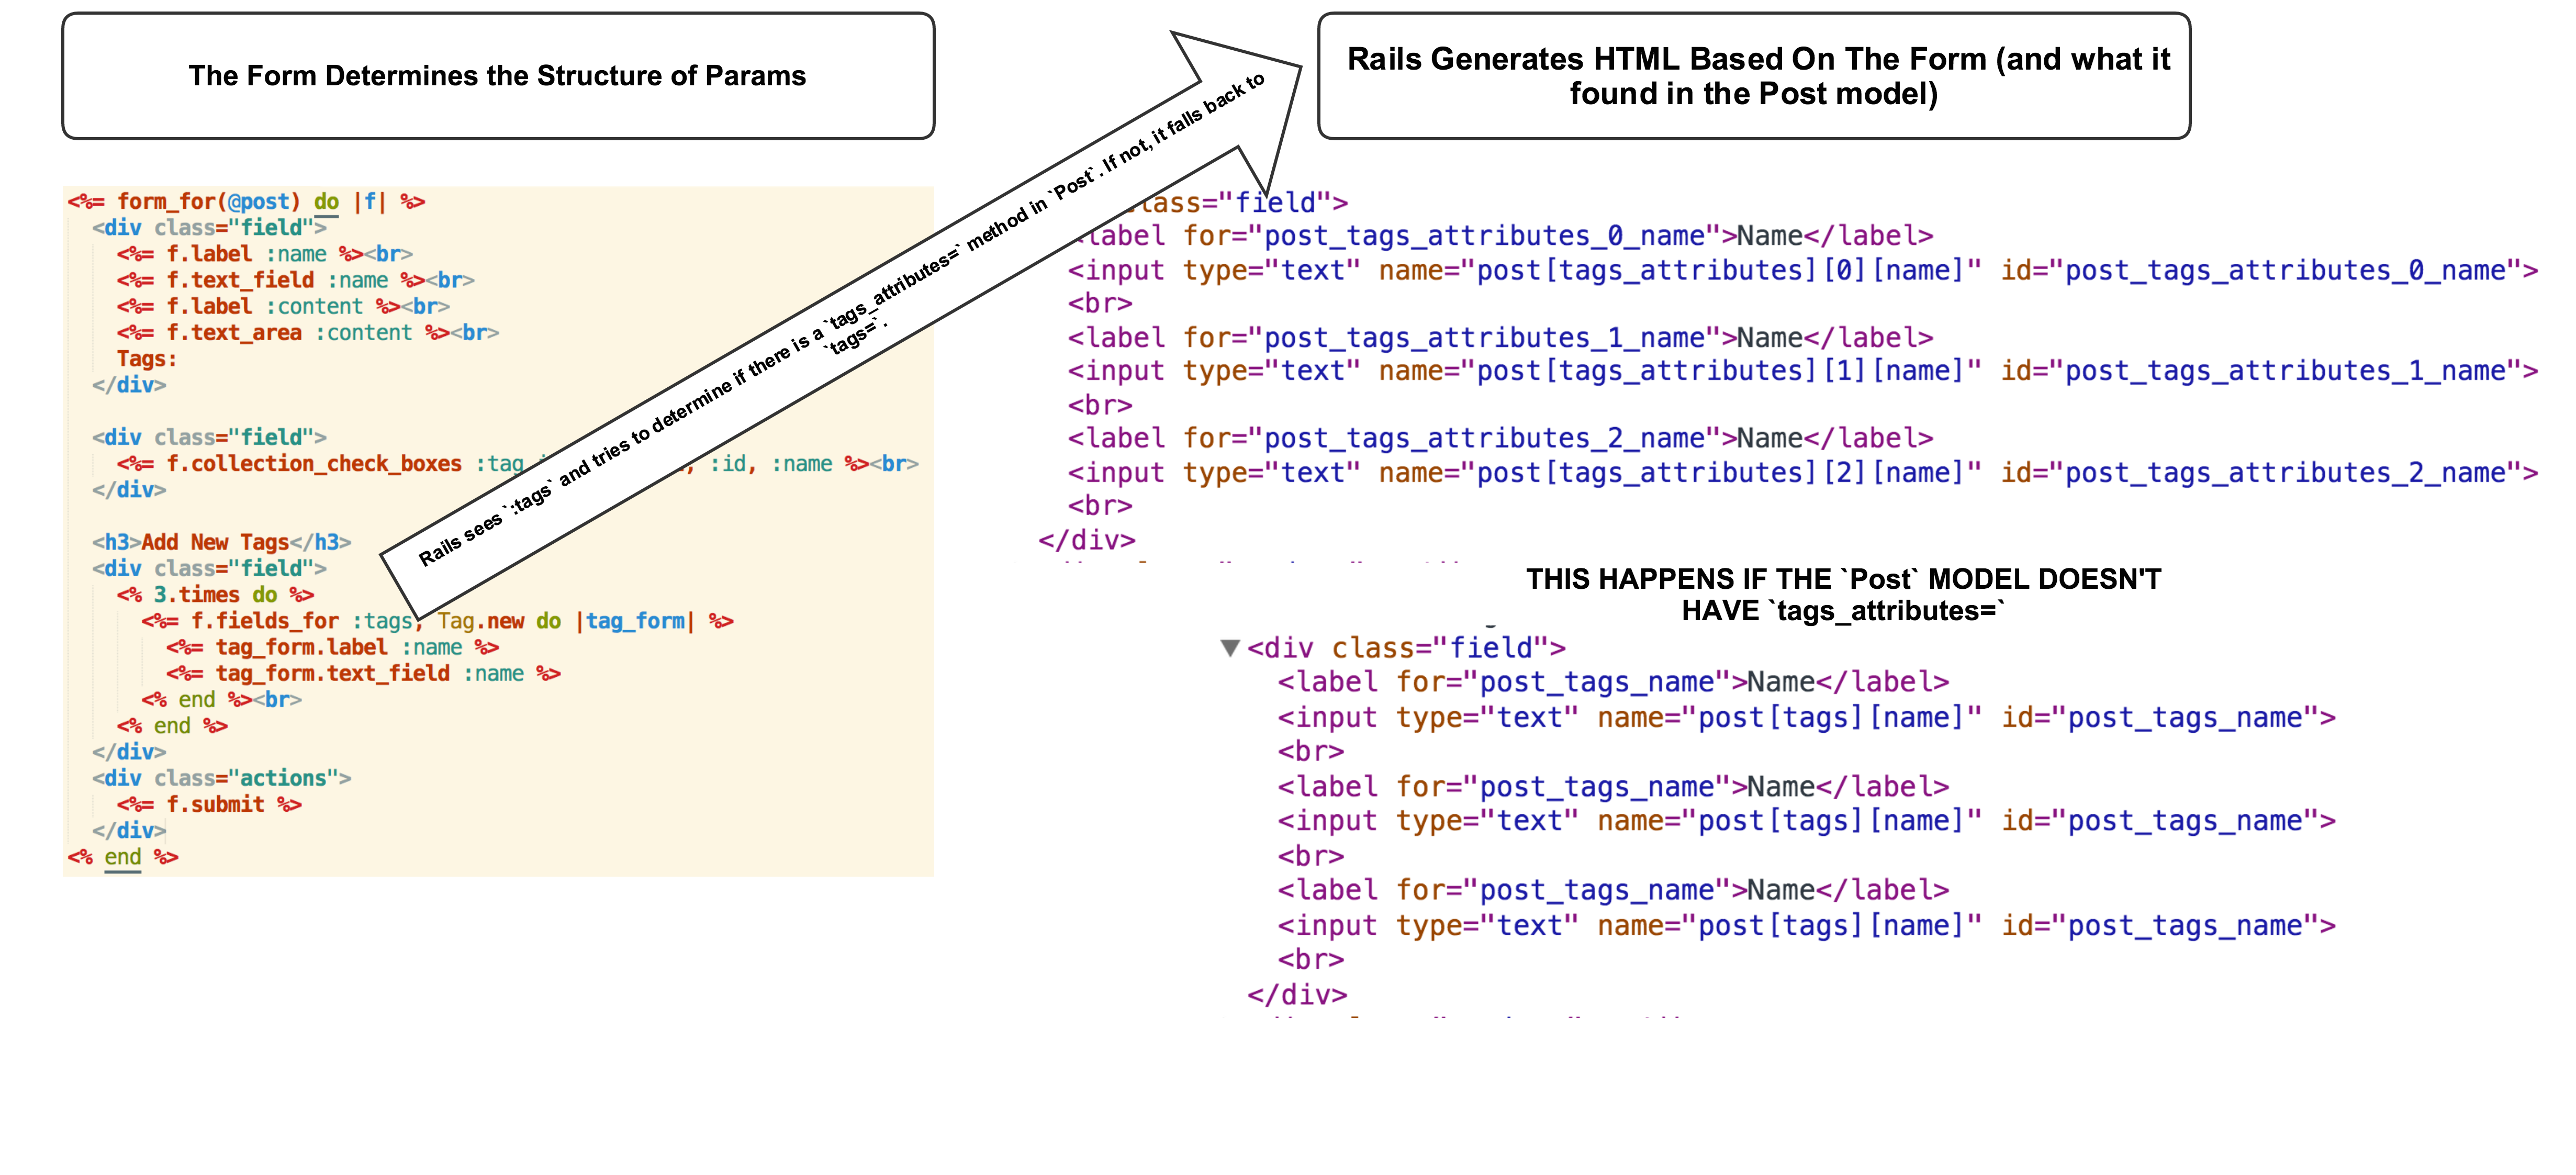 The Form Determines the Structure of Params
<%= form_for(@post) do |f| %>
<div class="field">
<%= f.label :name %><br>
<%= f.text_field :name %><br>
<%= f.label :content %><br>
<%= f.text_area :content %><br>
Tags:
</div>
<div class="field">
<%= f.collection_check_boxes :tag , :id, :name %><br>
</div>
<h3>Add New Tags</h3>
<div class="field">
<% 3.times do %>
<%= f.fields_for :tags, Tag.new do |tag_form| %>
<%= tag_form.label :name %>
<%= tag_form.text_field :name %>
<% end %><br>
<% end %>
</div>
<div class="actions">
<%= f.submit %>
</div>
<% end %>
Rails sees `:tags` and tries to determine if there is a `tags_attributes=` method in `Post`. If not, it falls back to
`tags=`.
Rails Generates HTML Based On The Form (and what it
found in the Post model)
class="field">
<label for="post_tags_attributes_0_name">Name</label>
<input type="text" name="post[tags_attributes][0][name]" id="post_tags_attributes_0_name">
<br>
<label for="post_tags_attributes_1_name">Name</label>
<input type="text" name="post[tags_attributes][1][name]" id="post_tags_attributes_1_name">
<br>
<label for="post_tags_attributes_2_name">Name</label>
<input type="text" name="post[tags_attributes][2][name]" id="post_tags_attributes_2_name">
<br>
</div>
THIS HAPPENS IF THE `Post` MODEL DOESN'T
HAVE `tags_attributes=`
<div class="field">
<label for="post_tags_name">Name</label>
<input type="text" name="post[tags][name]" id="post_tags_name">
<br>
<label for="post_tags_name">Name</label>
<input type="text" name="post[tags][name]" id="post_tags_name">
<br>
<label for="post_tags_name">Name</label>
<input type="text" name="post[tags][name]" id="post_tags_name">
<br>
</div>